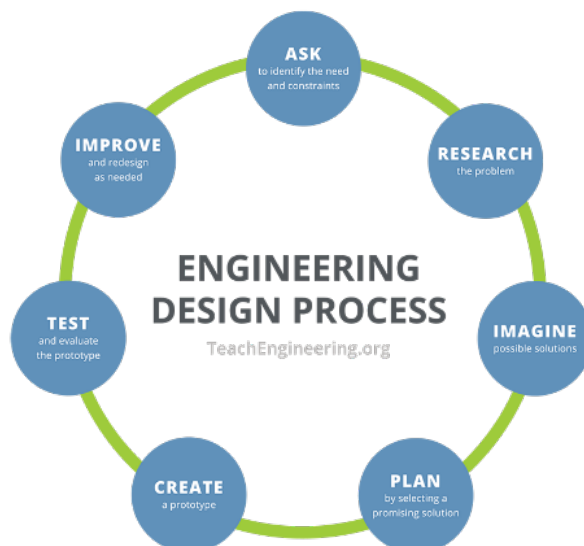 ASK
to identify the need
and constraints
RESEARCH
the problem
IMAGINE
possible solutions
PLAN
by selecting a
promising solution
CREATE
a prototype
TEST
and evaluate
the prototype
IMPROVE
and redesign
as needed
ENGINEERING
DESIGN PROCESS
TeachEngineering.org